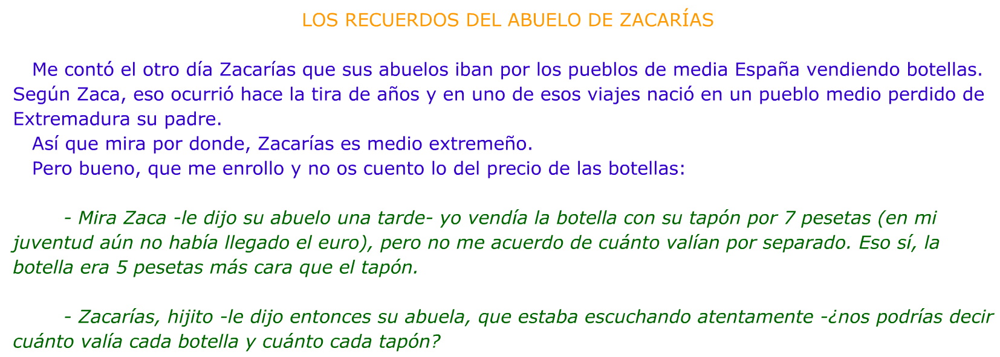 LOS RECUERDOS DEL ABUELO DE ZACARÍAS
Me contó el otro día Zacarías que sus abuelos iban por los pueblos de media España vendiendo botellas.
Según Zaca, eso ocurrió hace la tira de años y en uno de esos viajes nació en un pueblo medio perdido de
Extremadura su padre.
Así que mira por donde, Zacarías es medio extremeño.
Pero bueno, que me enrollo y no os cuento lo del precio de las botellas:
- Mira Zaca -le dijo su abuelo una tarde- yo vendía la botella con su tapón por 7 pesetas (en mi
juventud aún no había llegado el euro), pero no me acuerdo de cuánto valían por separado. Eso sí, la
botella era 5 pesetas más cara que el tapón.
- Zacarías, hijito -le dijo entonces su abuela, que estaba escuchando atentamente -¿nos podrías decir
cuánto valía cada botella y cuánto cada tapón?